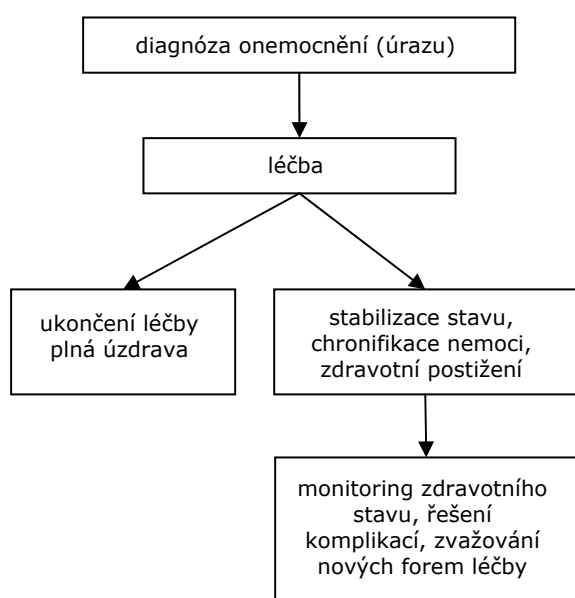 diagnóza onemocnění (úrazu)
léčba
ukončení léčby
plná úzdrava
stabilizace stavu,
chronifikace nemoci,
zdravotní postižení
monitoring zdravotního
stavu, řešení
komplikací, zvažování
nových forem léčby